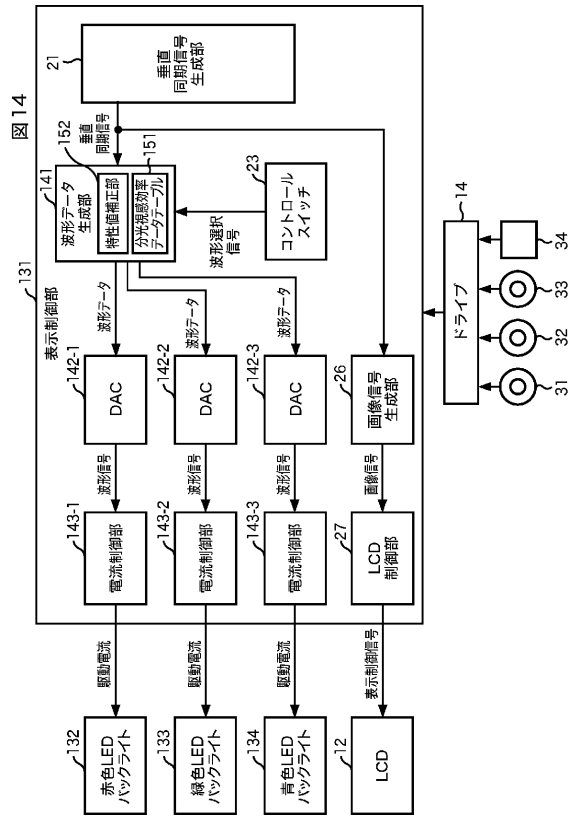 図14
131
表示制御部
21
垂直
同期信号
生成部
垂直
同期信号
141
波形データ
生成部
152
特性値補正部
151
分光視感効率
データテーブル
波形選択
信号
23
コントロール
スイッチ
波形データ
波形データ
波形データ
142-1
DAC
142-2
DAC
142-3
DAC
26
画像信号
生成部
波形信号
波形信号
波形信号
画像信号
143-1
電流制御部
143-2
電流制御部
143-3
電流制御部
27
LCD
制御部
駆動電流
駆動電流
駆動電流
表示制御信号
132
赤色LED
バックライト
133
緑色LED
バックライト
134
青色LED
バックライト
12
LCD
14
ドライブ
31
32
33
34